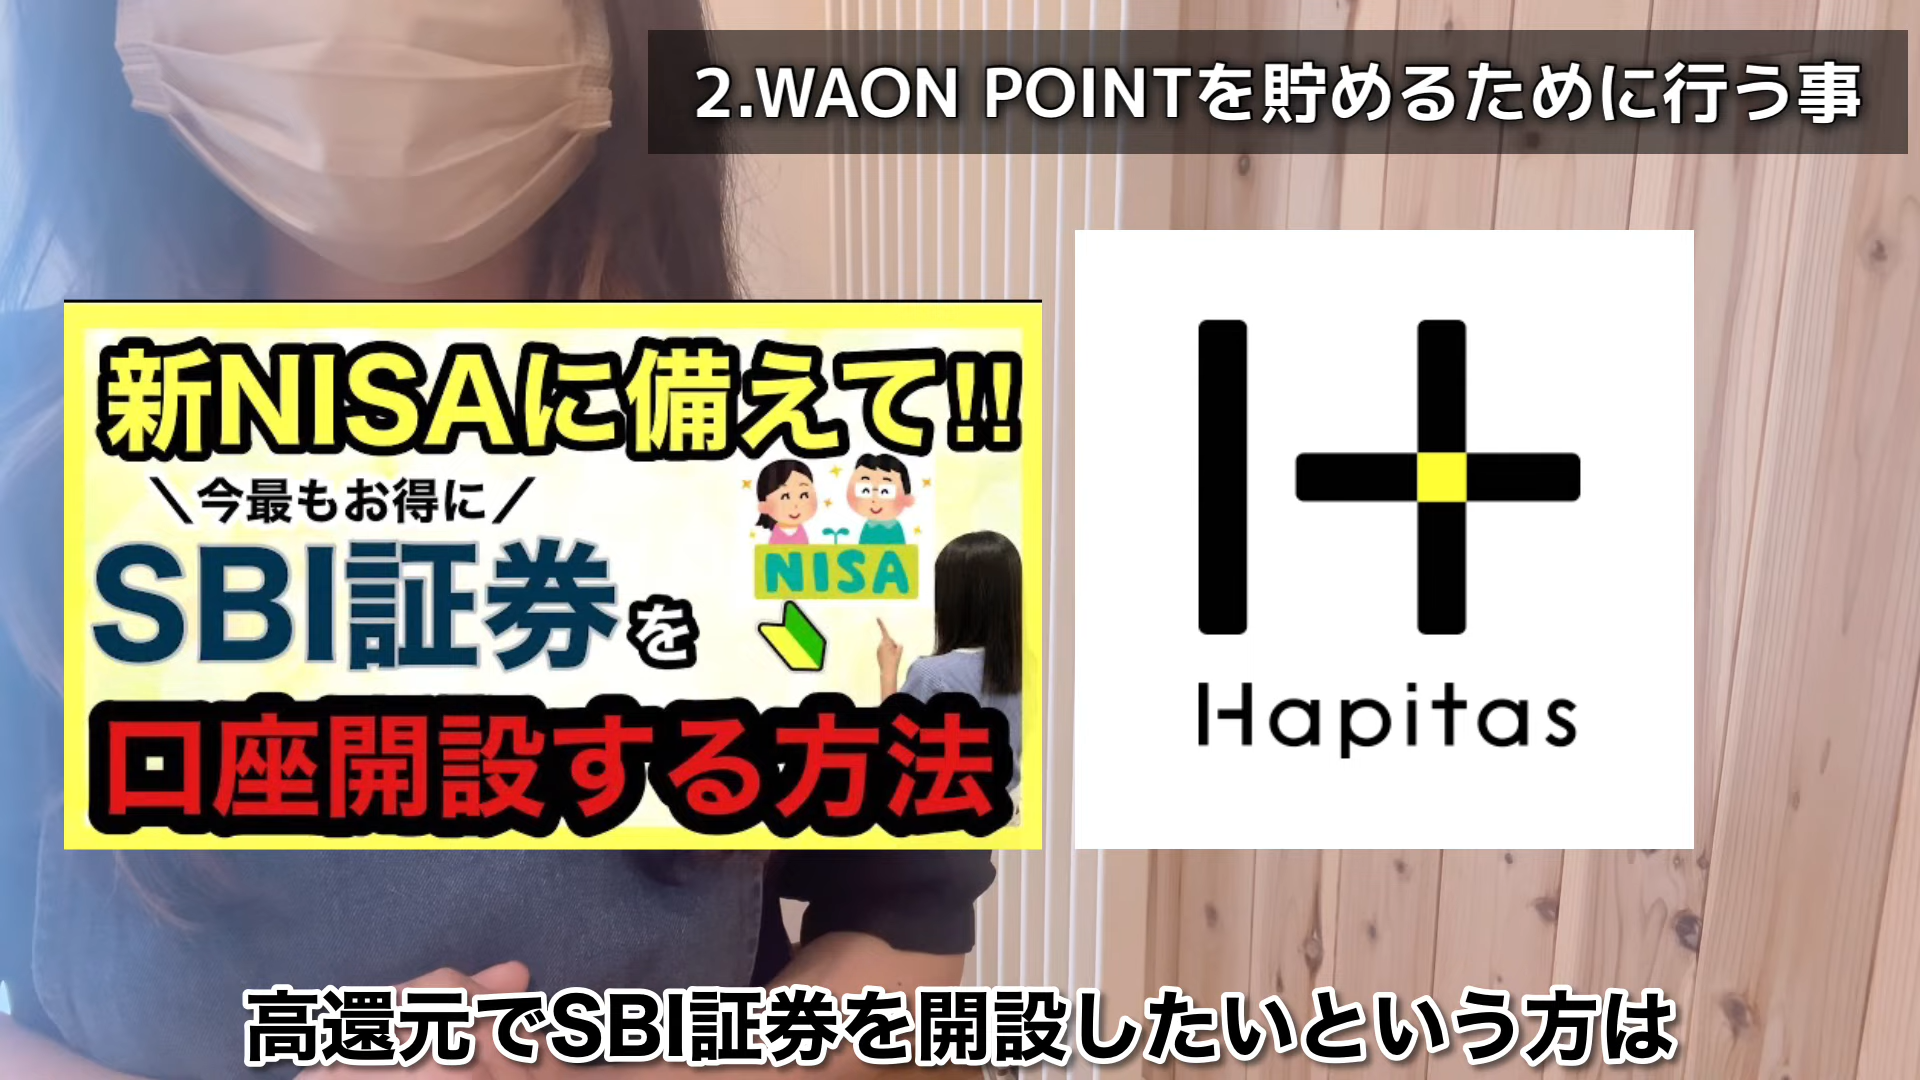 2.WAON POINTを貯めるために行う事
新NISAに備えて!!
＼今最もお得に／
SBI証券を
NISA
口座開設する方法
Hapitas
高還元でSBI証券を開設したいという方は